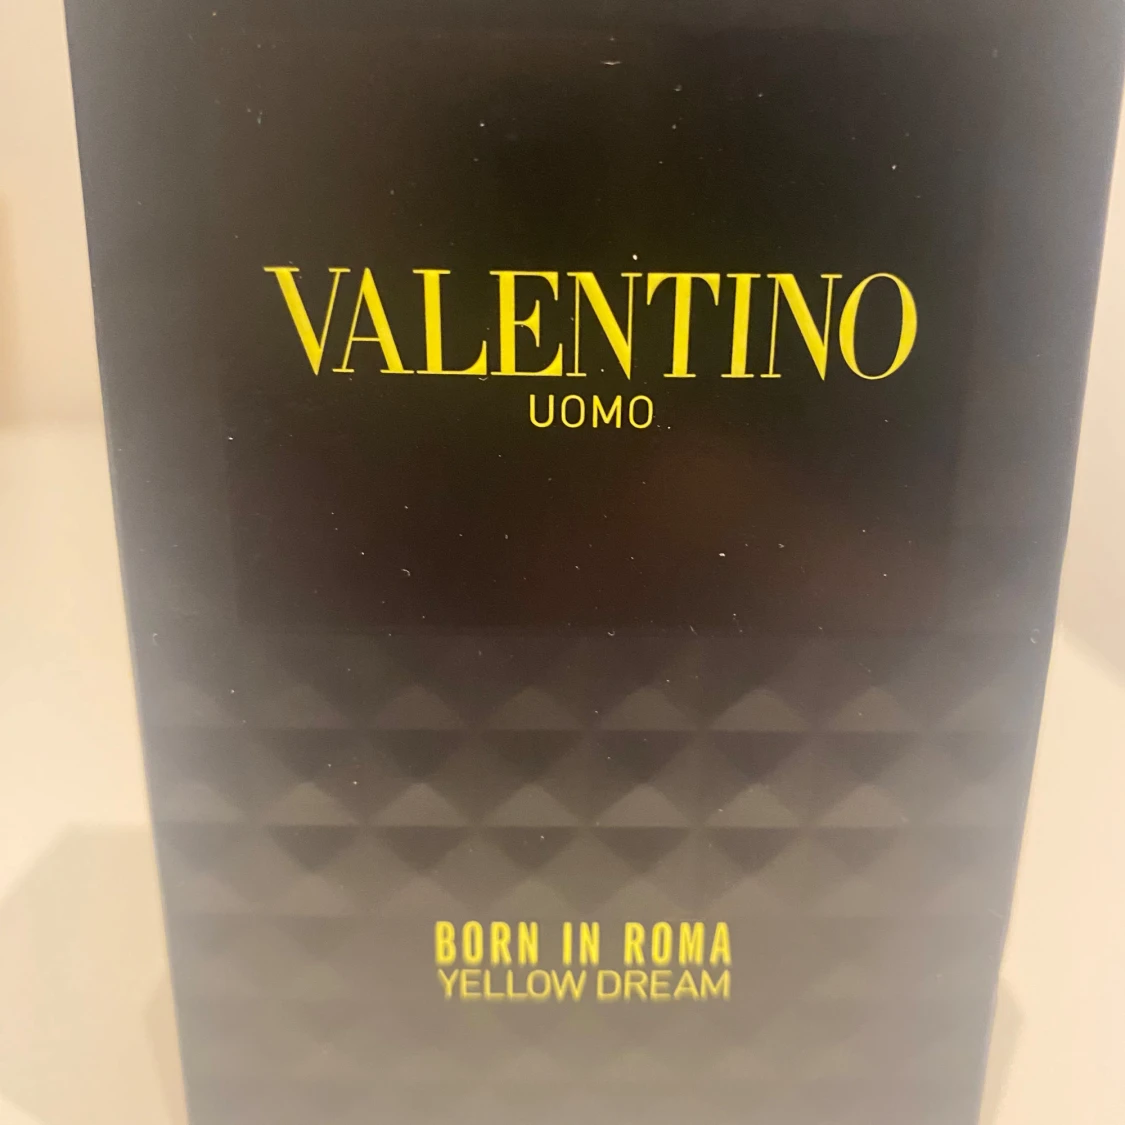 VALENTINO
UOMO
BORN IN ROMA
YELLOW DREAM